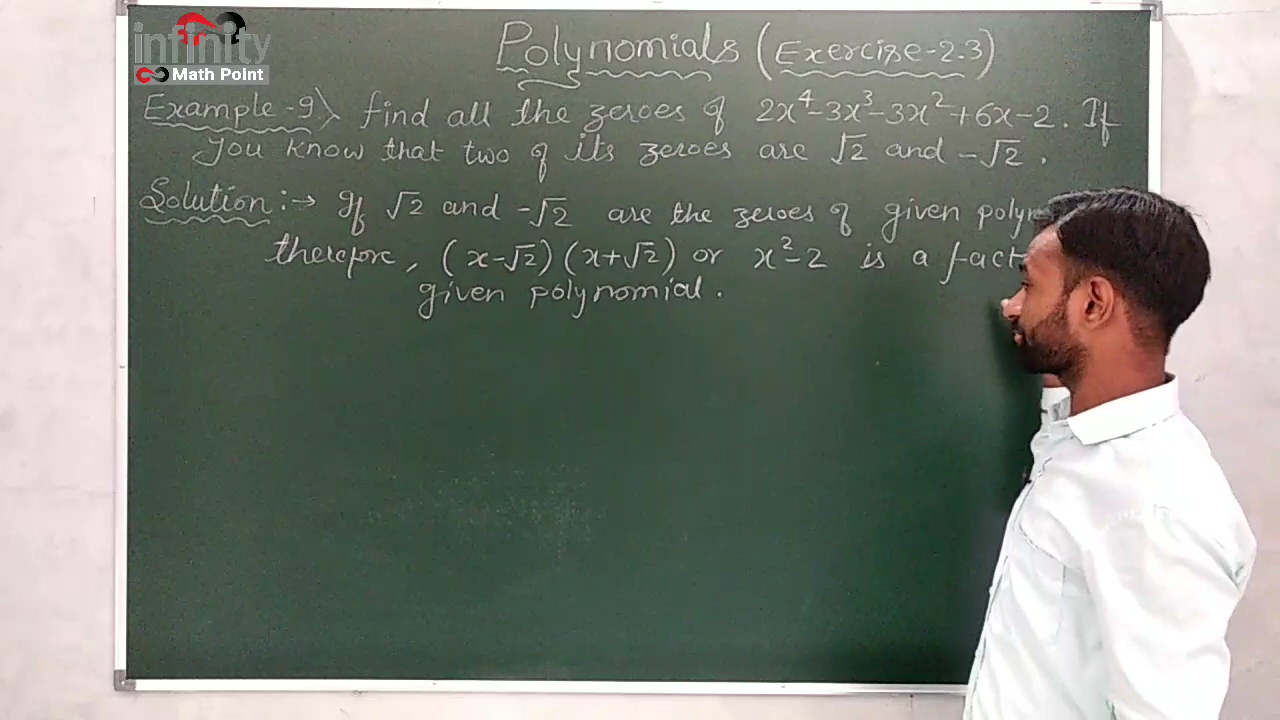 infinity
Math Point
Polynomials (Exercise-2.3)
Example-9) find all the zeroes of 2x⁴-3x³-3x²+6x-2. If
you know that two of its zeroes are √2 and -√2.
Solution:→ If √2 and -√2 are the zeroes of given polyn
therefore, (x-√2)(x+√2) or x²-2 is a fact
given polynomial.